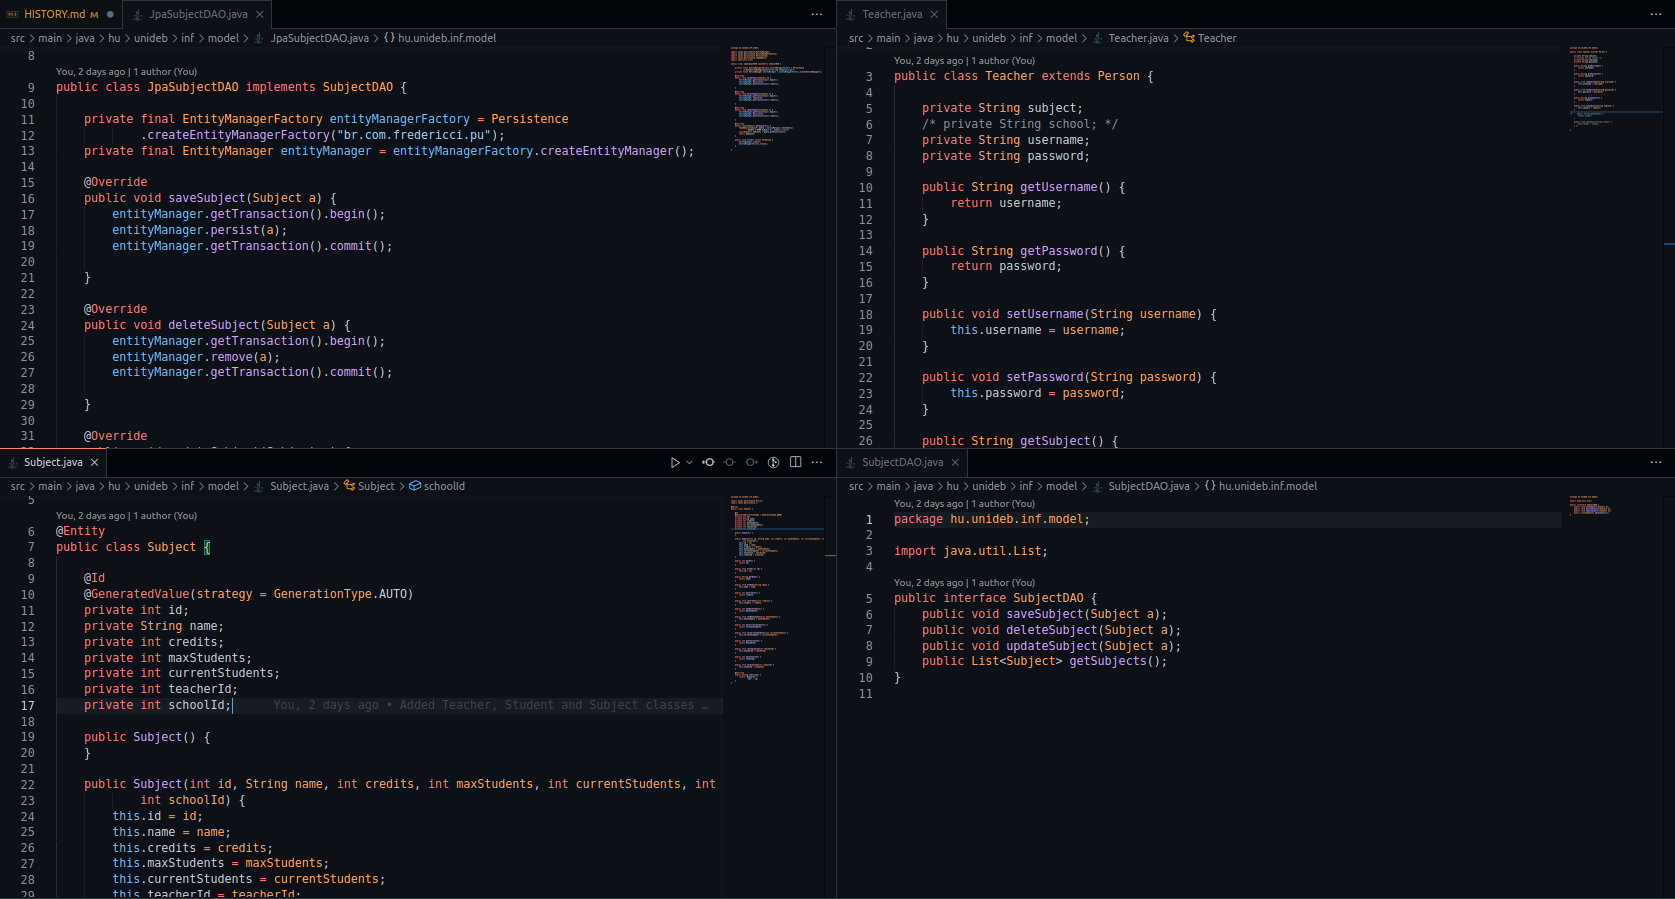 HISTORY.md M
JpaSubjectDAO.java
src > main > java > hu > unideb > inf > model > JpaSubjectDAO.java > {} hu.unideb.inf.model
8
You, 2 days ago | 1 author (You)
9 public class JpaSubjectDAO implements SubjectDAO {
10
11 private final EntityManagerFactory entityManagerFactory = Persistence
12 .createEntityManagerFactory("br.com.fredericci.pu");
13 private final EntityManager entityManager = entityManagerFactory.createEntityManager();
14
15 @Override
16 public void saveSubject(Subject a) {
17 entityManager.getTransaction().begin();
18 entityManager.persist(a);
19 entityManager.getTransaction().commit();
20
21 }
22
23 @Override
24 public void deleteSubject(Subject a) {
25 entityManager.getTransaction().begin();
26 entityManager.remove(a);
27 entityManager.getTransaction().commit();
28
29 }
30
31 @Override
Teacher.java
src > main > java > hu > unideb > inf > model > Teacher.java > Teacher
You, 2 days ago | 1 author (You)
3 public class Teacher extends Person {
4
5 private String subject;
6 /* private String school; */
7 private String username;
8 private String password;
9
10 public String getUsername() {
11 return username;
12 }
13
14 public String getPassword() {
15 return password;
16 }
17
18 public void setUsername(String username) {
19 this.username = username;
20 }
21
22 public void setPassword(String password) {
23 this.password = password;
24 }
25
26 public String getSubject() {
Subject.java
src > main > java > hu > unideb > inf > model > Subject.java > Subject > schoolId
5
You, 2 days ago | 1 author (You)
6 @Entity
7 public class Subject {
8
9 @Id
10 @GeneratedValue(strategy = GenerationType.AUTO)
11 private int id;
12 private String name;
13 private int credits;
14 private int maxStudents;
15 private int currentStudents;
16 private int teacherId;
17 private int schoolId; You, 2 days ago • Added Teacher, Student and Subject classes …
18
19 public Subject() {
20 }
21
22 public Subject(int id, String name, int credits, int maxStudents, int currentStudents, int
23 int schoolId) {
24 this.id = id;
25 this.name = name;
26 this.credits = credits;
27 this.maxStudents = maxStudents;
28 this.currentStudents = currentStudents;
29 this.teacherId = teacherId;
SubjectDAO.java
src > main > java > hu > unideb > inf > model > SubjectDAO.java > {} hu.unideb.inf.model
You, 2 days ago | 1 author (You)
1 package hu.unideb.inf.model;
2
3 import java.util.List;
4
You, 2 days ago | 1 author (You)
5 public interface SubjectDAO {
6 public void saveSubject(Subject a);
7 public void deleteSubject(Subject a);
8 public void updateSubject(Subject a);
9 public List<Subject> getSubjects();
10 }
11